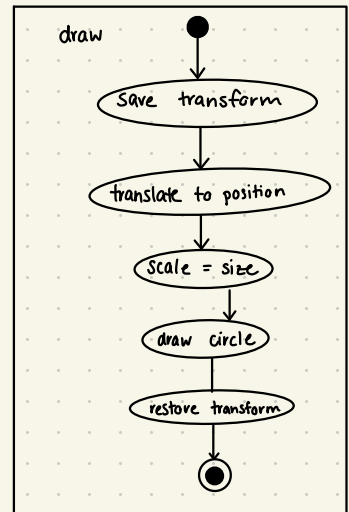 draw
save transform
translate to position
scale = size
draw circle
restore transform